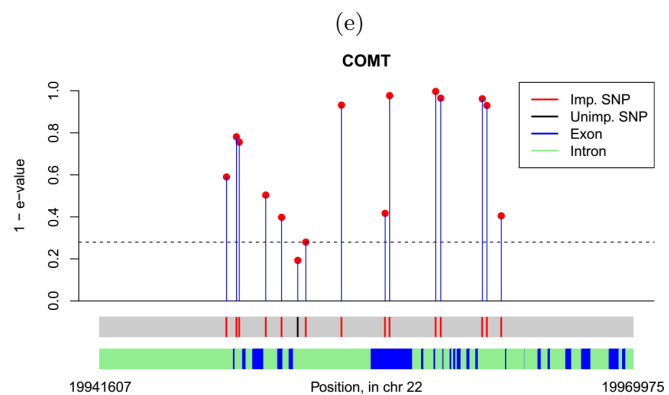 (e)
COMT
1.0
0.8
0.6
0.4
0.2
0.0
1 − e−value
Imp. SNP
Unimp. SNP
Exon
Intron
19941607
Position, in chr 22
19969975